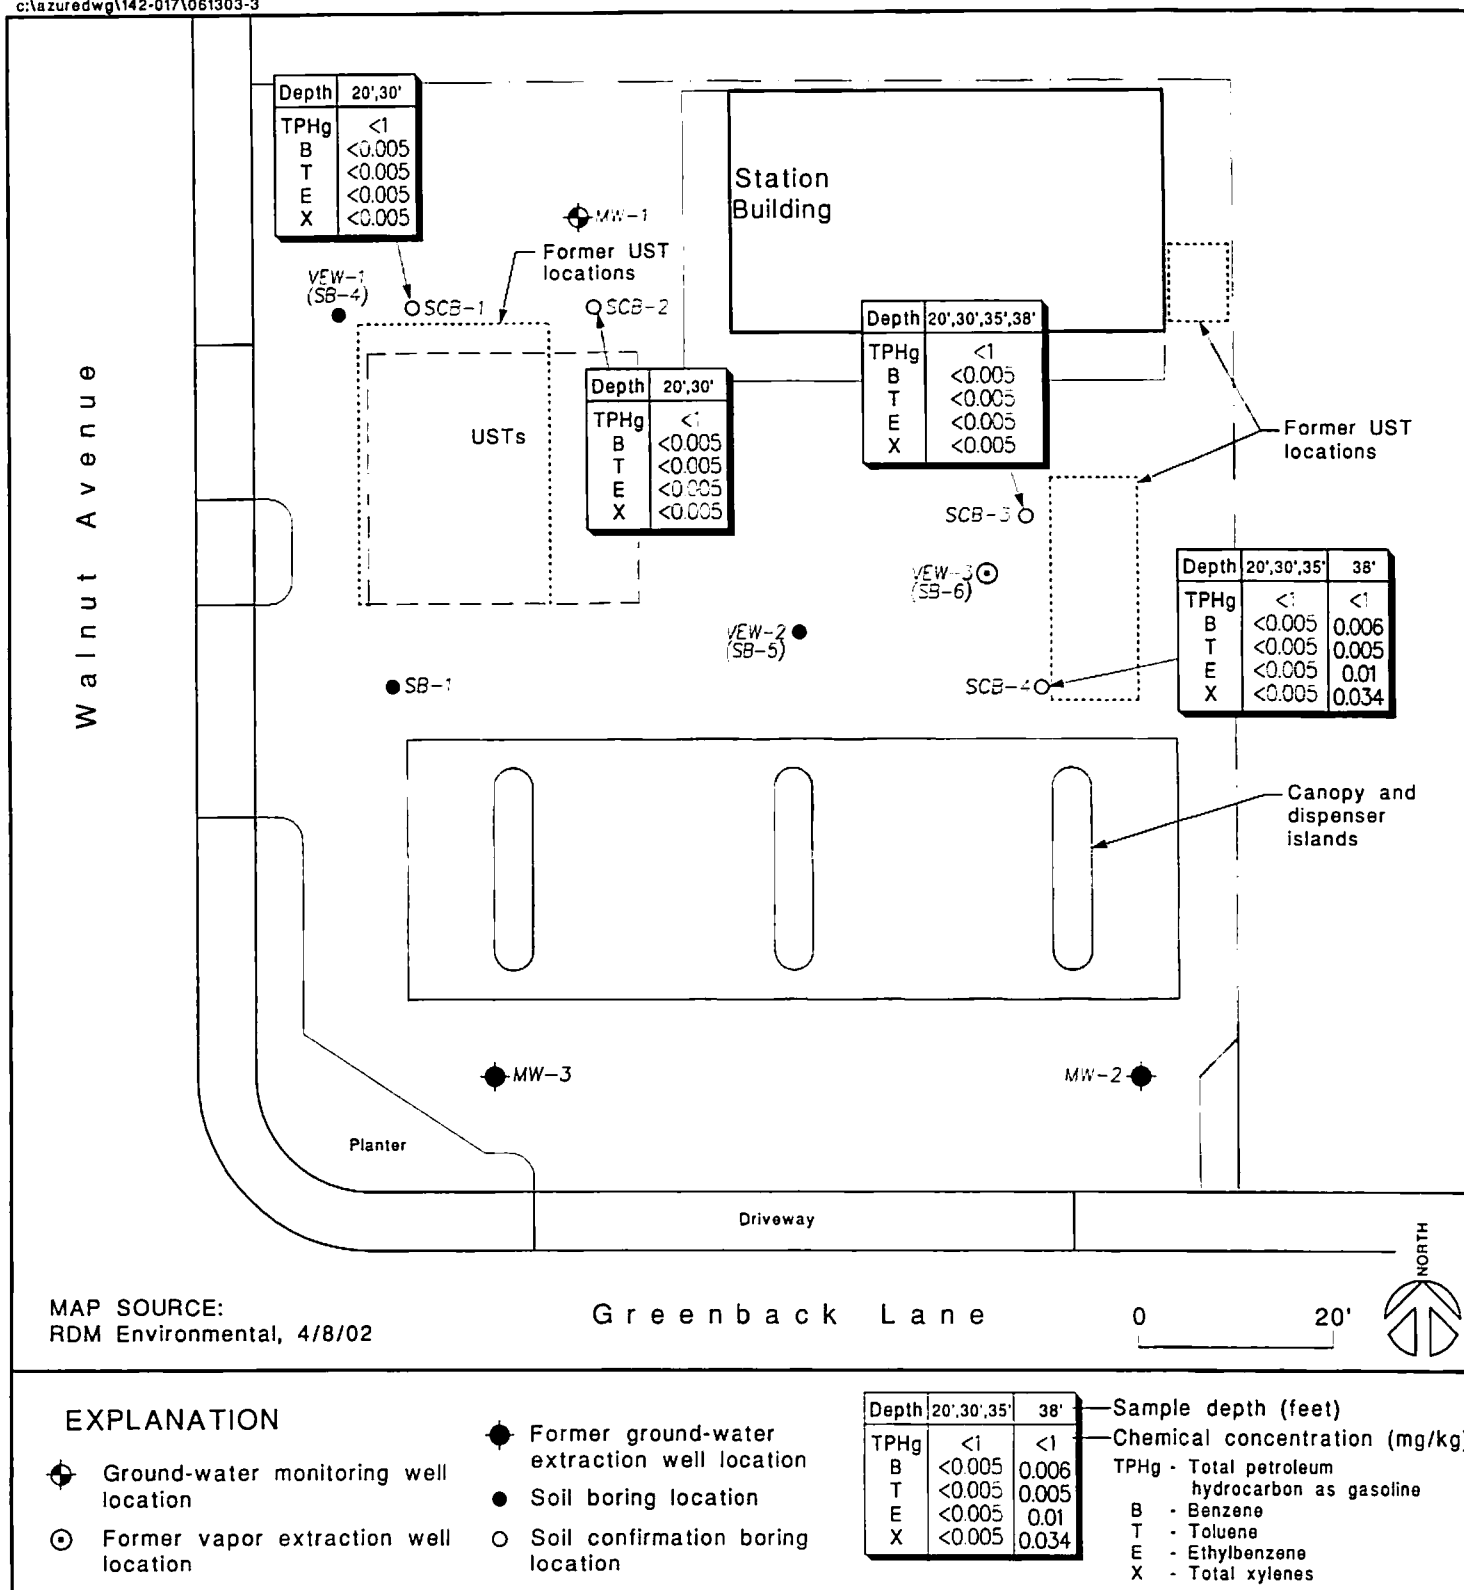 c:\azuredwg\142-017\061303-3
Depth 20',30'
TPHg <1
B <0.005
T <0.005
E <0.005
X <0.005
Station
Building
MW-1
Former UST
locations
VEW-1
(SB-4)
SCB-1
SCB-2
Depth 20',30',35',38'
TPHg <1
B <0.005
T <0.005
E <0.005
X <0.005
Depth 20',30'
TPHg <1
B <0.005
T <0.005
E <0.005
X <0.005
USTs
Former UST
locations
Walnut Avenue
SCB-3
VEW-3
(SB-6)
Depth 20',30',35' 38'
TPHg <1 <1
B <0.005 0.006
T <0.005 0.005
E <0.005 0.01
X <0.005 0.034
VEW-2
(SB-5)
SB-1
SCB-4
Canopy and
dispenser
islands
MW-3
MW-2
Planter
Driveway
NORTH
MAP SOURCE:
RDM Environmental, 4/8/02
Greenback Lane
0 20'
EXPLANATION
Ground-water monitoring well
location
Former vapor extraction well
location
Former ground-water
extraction well location
Soil boring location
Soil confirmation boring
location
Depth 20',30',35' 38'
TPHg <1 <1
B <0.005 0.006
T <0.005 0.005
E <0.005 0.01
X <0.005 0.034
Sample depth (feet)
Chemical concentration (mg/kg)
TPHg - Total petroleum
hydrocarbon as gasoline
B - Benzene
T - Toluene
E - Ethylbenzene
X - Total xylenes